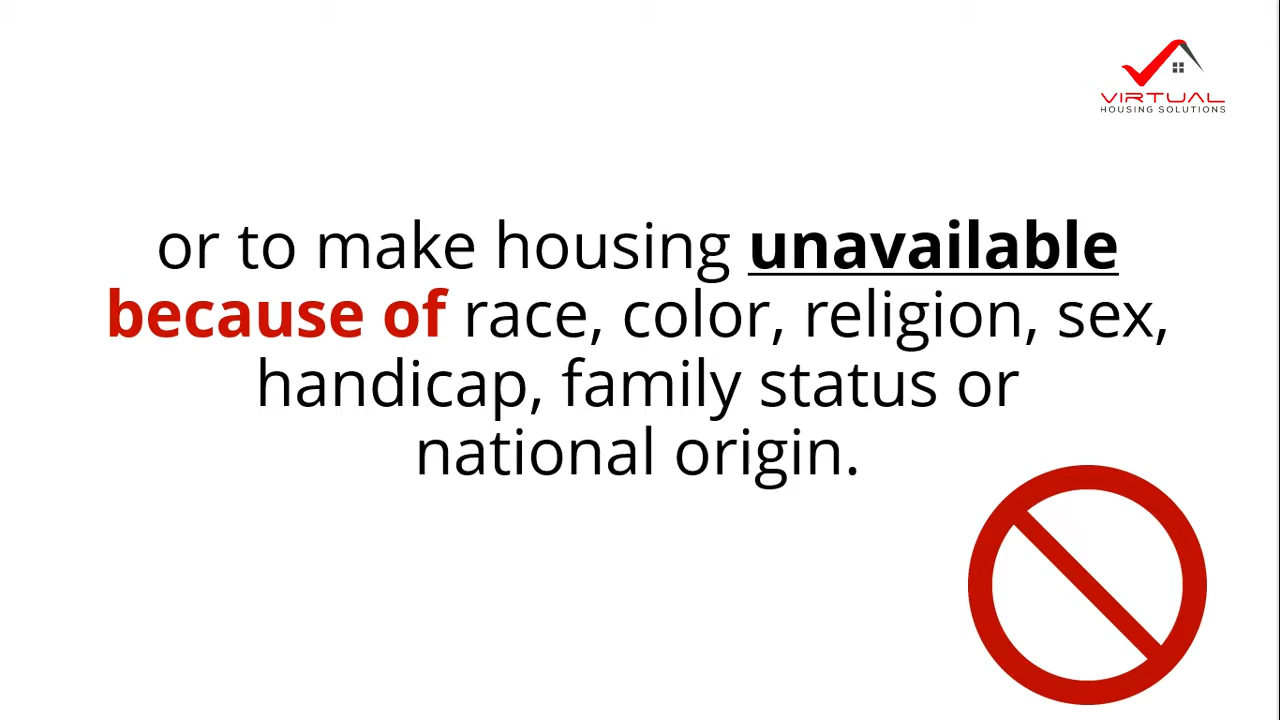 VIRTUAL
HOUSING SOLUTIONS
or to make housing unavailable
because of race, color, religion, sex,
handicap, family status or
national origin.